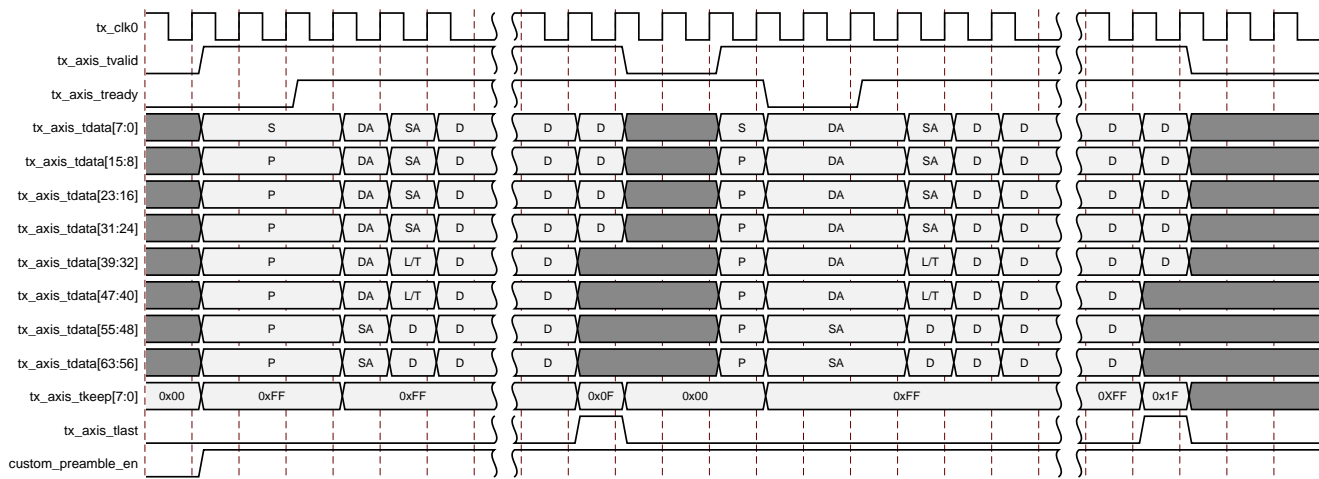 tx_clk0
tx_axis_tvalid
tx_axis_tready
tx_axis_tdata[7:0] S DA SA D D D S DA SA D D D D
tx_axis_tdata[15:8] P DA SA D D D P DA SA D D D D
tx_axis_tdata[23:16] P DA SA D D D P DA SA D D D D
tx_axis_tdata[31:24] P DA SA D D D P DA SA D D D D
tx_axis_tdata[39:32] P DA L/T D D P DA L/T D D D D
tx_axis_tdata[47:40] P DA L/T D D P DA L/T D D D
tx_axis_tdata[55:48] P SA D D D P SA D D D D
tx_axis_tdata[63:56] P SA D D D P SA D D D D
tx_axis_tkeep[7:0] 0x00 0xFF 0xFF 0x0F 0x00 0xFF 0XFF 0x1F
tx_axis_tlast
custom_preamble_en